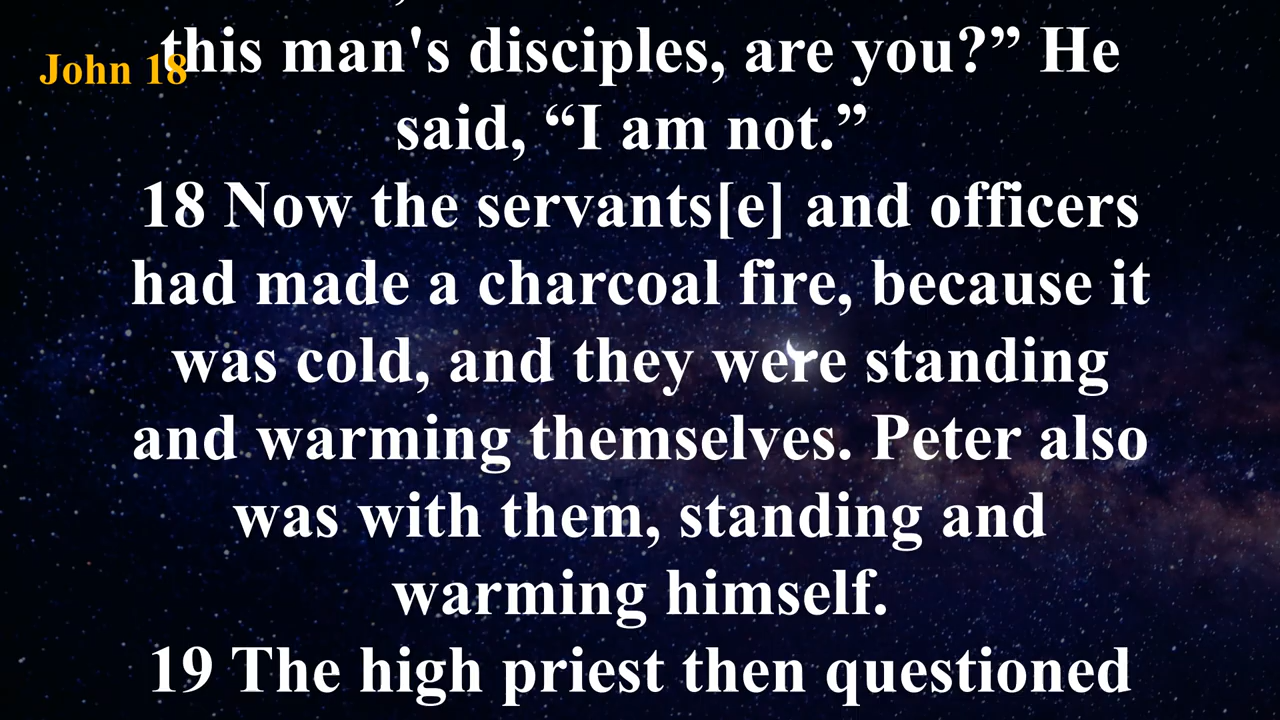 John 18
this man's disciples, are you?” He
said, “I am not.”
18 Now the servants[e] and officers
had made a charcoal fire, because it
was cold, and they were standing
and warming themselves. Peter also
was with them, standing and
warming himself.
19 The high priest then questioned